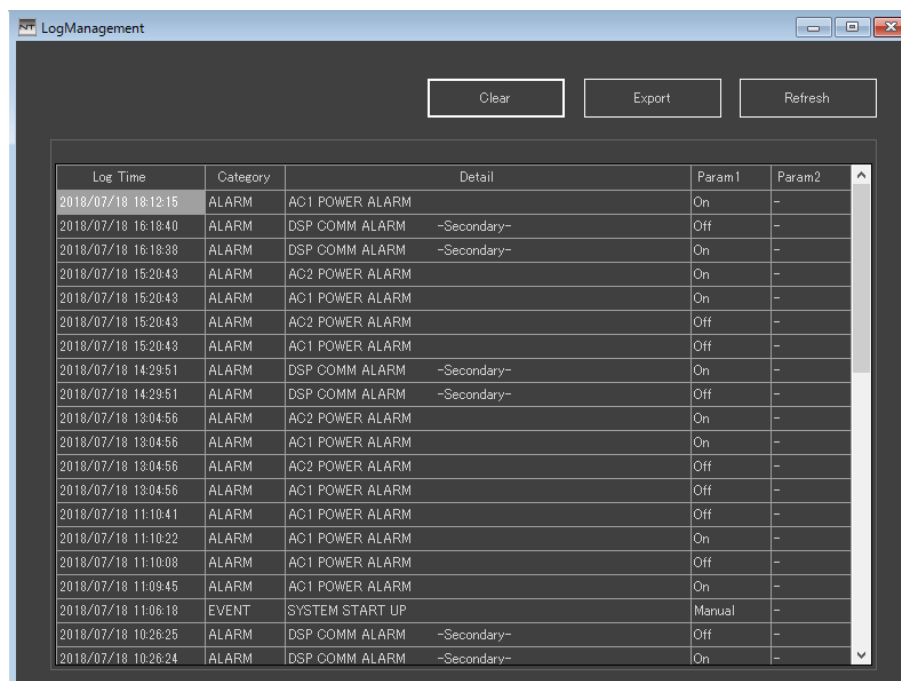 NT LogManagement
Clear Export Refresh
Log Time Category Detail Param1 Param2
2018/07/18 18:12:15 ALARM AC1 POWER ALARM On -
2018/07/18 16:18:40 ALARM DSP COMM ALARM -Secondary- Off -
2018/07/18 16:18:38 ALARM DSP COMM ALARM -Secondary- On -
2018/07/18 15:20:43 ALARM AC2 POWER ALARM On -
2018/07/18 15:20:43 ALARM AC1 POWER ALARM On -
2018/07/18 15:20:43 ALARM AC2 POWER ALARM Off -
2018/07/18 15:20:43 ALARM AC1 POWER ALARM Off -
2018/07/18 14:29:51 ALARM DSP COMM ALARM -Secondary- On -
2018/07/18 14:29:51 ALARM DSP COMM ALARM -Secondary- Off -
2018/07/18 13:04:56 ALARM AC2 POWER ALARM On -
2018/07/18 13:04:56 ALARM AC1 POWER ALARM On -
2018/07/18 13:04:56 ALARM AC2 POWER ALARM Off -
2018/07/18 13:04:56 ALARM AC1 POWER ALARM Off -
2018/07/18 11:10:41 ALARM AC1 POWER ALARM Off -
2018/07/18 11:10:22 ALARM AC1 POWER ALARM On -
2018/07/18 11:10:08 ALARM AC1 POWER ALARM Off -
2018/07/18 11:09:45 ALARM AC1 POWER ALARM On -
2018/07/18 11:06:18 EVENT SYSTEM START UP Manual -
2018/07/18 10:26:25 ALARM DSP COMM ALARM -Secondary- Off -
2018/07/18 10:26:24 ALARM DSP COMM ALARM -Secondary- On -